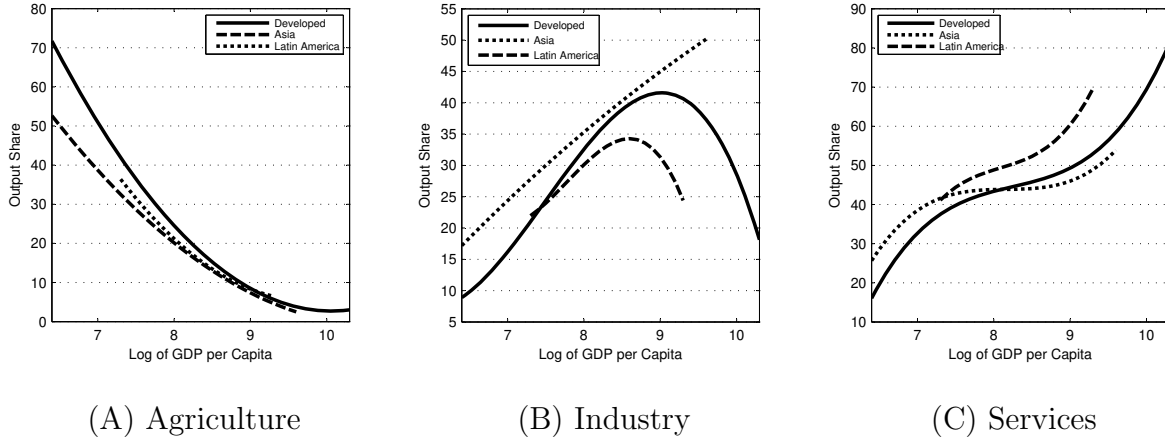 80
70
60
50
40
30
20
10
0
Output Share
7 8 9 10
Log of GDP per Capita
Developed
Asia
Latin America
(A) Agriculture
55
50
45
40
35
30
25
20
15
10
5
Output Share
7 8 9 10
Log of GDP per Capita
Developed
Asia
Latin America
(B) Industry
90
80
70
60
50
40
30
20
10
Output Share
7 8 9 10
Log of GDP per Capita
Developed
Asia
Latin America
(C) Services